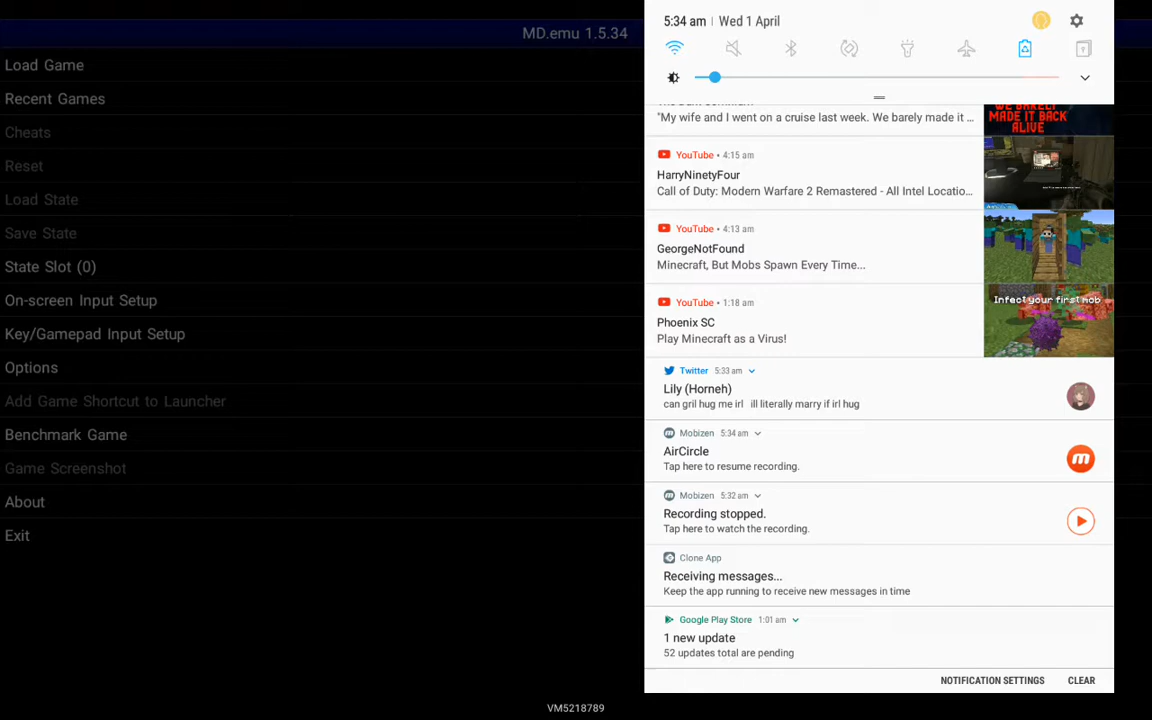 MD.emu 1.5.34
Load Game
Recent Games
Cheats
Reset
Load State
Save State
State Slot (0)
On-screen Input Setup
Key/Gamepad Input Setup
Options
Add Game Shortcut to Launcher
Benchmark Game
Game Screenshot
About
Exit
5:34 am | Wed 1 April
"My wife and I went on a cruise last week. We barely made it ...
WE BARELY
MADE IT BACK
ALIVE
YouTube • 4:15 am
HarryNinetyFour
Call of Duty: Modern Warfare 2 Remastered - All Intel Locatio...
YouTube • 4:13 am
GeorgeNotFound
Minecraft, But Mobs Spawn Every Time...
YouTube • 1:18 am
Phoenix SC
Play Minecraft as a Virus!
Infect your first mob
Twitter 5:33 am
Lily (Horneh)
can gril hug me irl ill literally marry if irl hug
Mobizen 5:34 am
AirCircle
Tap here to resume recording.
Mobizen 5:32 am
Recording stopped.
Tap here to watch the recording.
Clone App
Receiving messages...
Keep the app running to receive new messages in time
Google Play Store 1:01 am
1 new update
52 updates total are pending
NOTIFICATION SETTINGS CLEAR
VM5218789